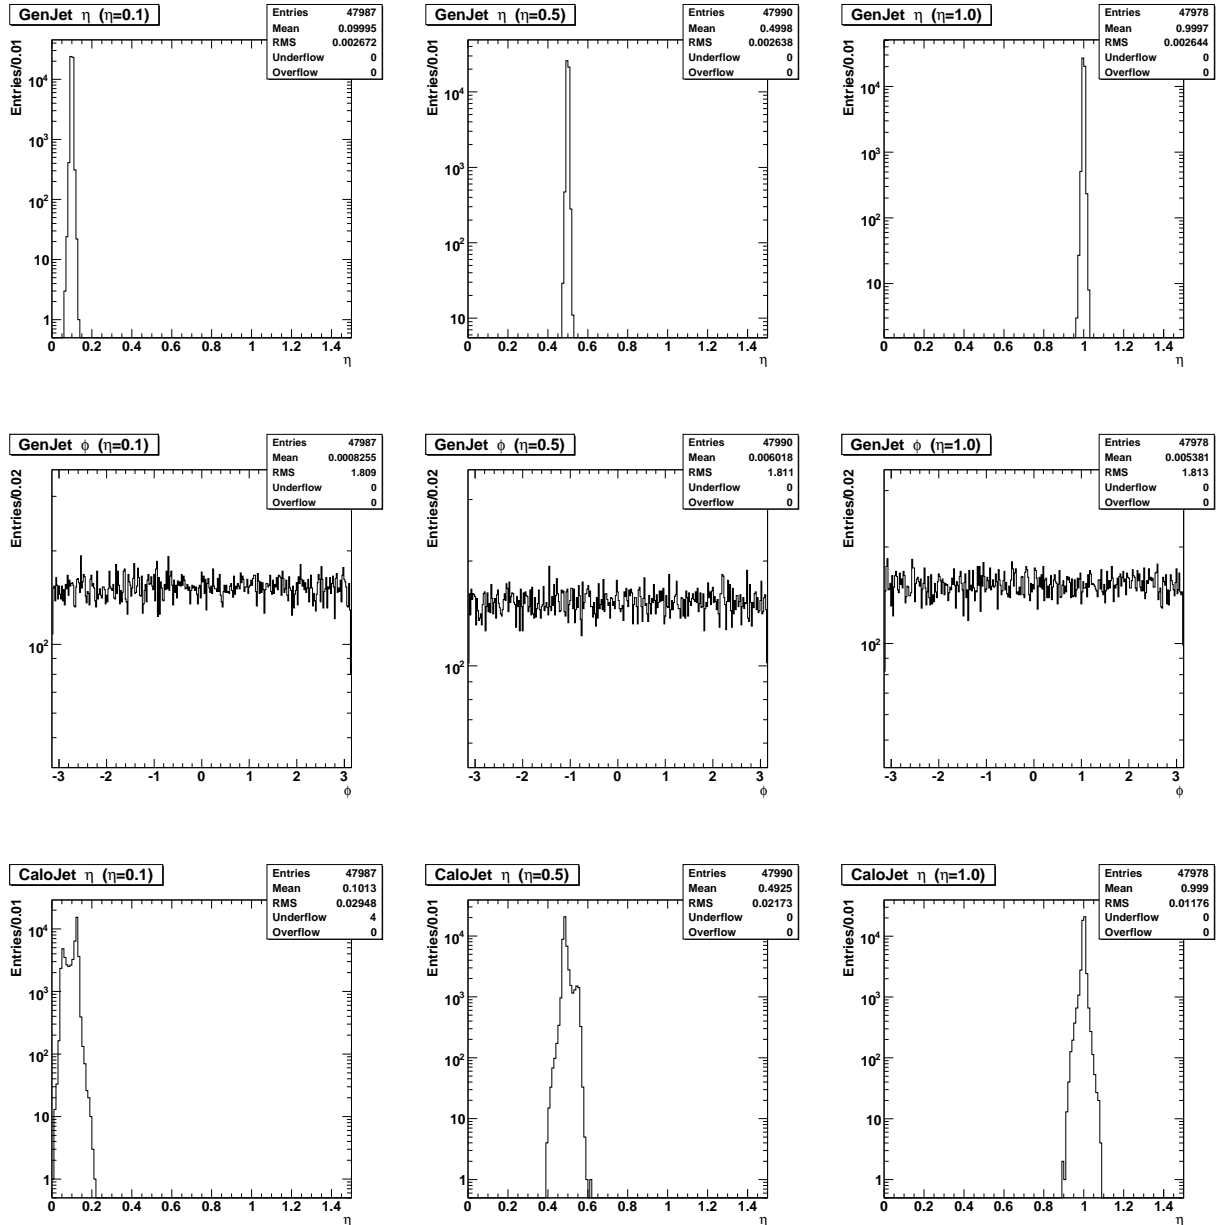 GenJet η (η=0.1)
Entries 47987
Mean 0.09995
RMS 0.002672
Underflow 0
Overflow 0
Entries/0.01
10⁴
10³
10²
10
1
0 0.2 0.4 0.6 0.8 1 1.2 1.4
η
GenJet η (η=0.5)
Entries 47990
Mean 0.4998
RMS 0.002638
Underflow 0
Overflow 0
Entries/0.01
10⁴
10³
10²
10
0 0.2 0.4 0.6 0.8 1 1.2 1.4
η
GenJet η (η=1.0)
Entries 47978
Mean 0.9997
RMS 0.002644
Underflow 0
Overflow 0
Entries/0.01
10⁴
10³
10²
10
0 0.2 0.4 0.6 0.8 1 1.2 1.4
η
GenJet ϕ (η=0.1)
Entries 47987
Mean 0.0008255
RMS 1.809
Underflow 0
Overflow 0
Entries/0.02
10²
-3 -2 -1 0 1 2 3
ϕ
GenJet ϕ (η=0.5)
Entries 47990
Mean 0.006018
RMS 1.811
Underflow 0
Overflow 0
Entries/0.02
10²
-3 -2 -1 0 1 2 3
ϕ
GenJet ϕ (η=1.0)
Entries 47978
Mean 0.005381
RMS 1.813
Underflow 0
Overflow 0
Entries/0.02
10²
-3 -2 -1 0 1 2 3
ϕ
CaloJet η (η=0.1)
Entries 47987
Mean 0.1013
RMS 0.02948
Underflow 4
Overflow 0
Entries/0.01
10⁴
10³
10²
10
1
0 0.2 0.4 0.6 0.8 1 1.2 1.4
η
CaloJet η (η=0.5)
Entries 47990
Mean 0.4925
RMS 0.02173
Underflow 0
Overflow 0
Entries/0.01
10⁴
10³
10²
10
1
0 0.2 0.4 0.6 0.8 1 1.2 1.4
η
CaloJet η (η=1.0)
Entries 47978
Mean 0.999
RMS 0.01176
Underflow 0
Overflow 0
Entries/0.01
10⁴
10³
10²
10
1
0 0.2 0.4 0.6 0.8 1 1.2 1.4
η